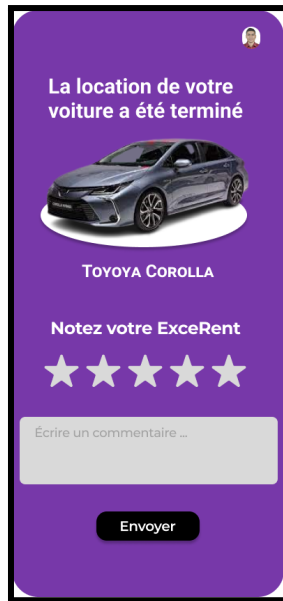 La location de votre
voiture a été terminé
Toyoya Corolla
Notez votre ExceRent
Écrire un commentaire ...
Envoyer